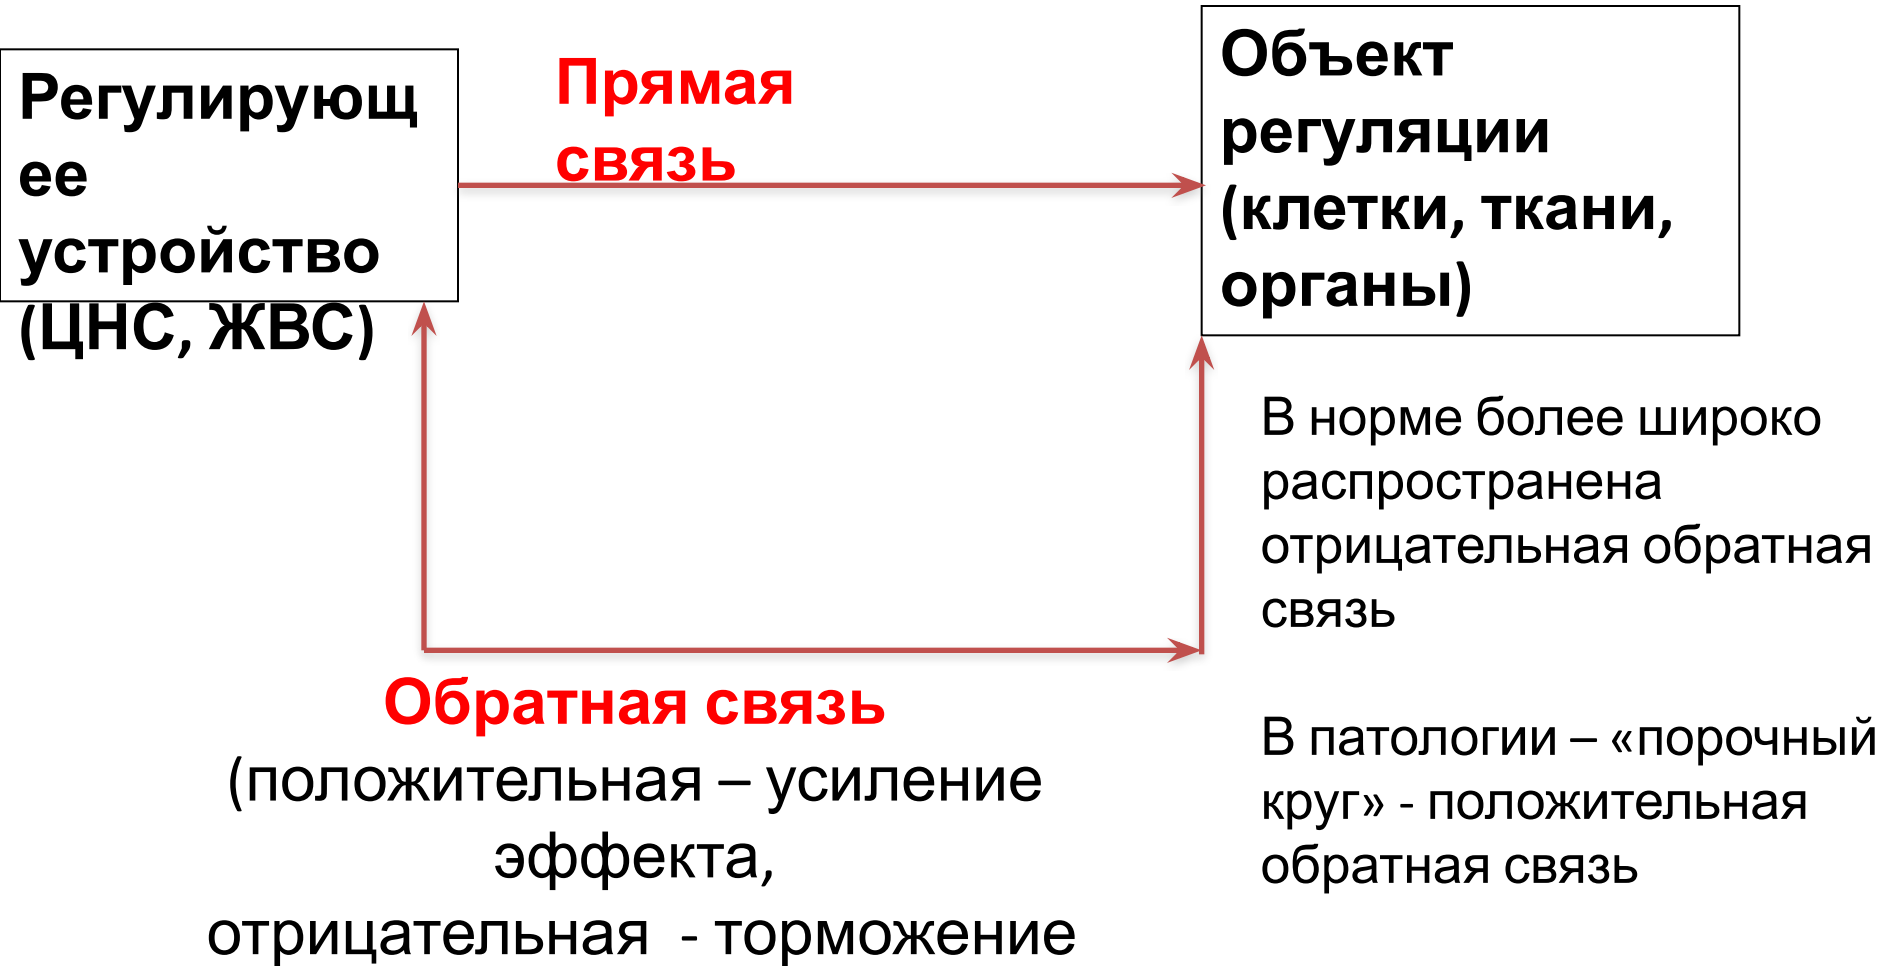 Регулирующ
ее
устройство
(ЦНС, ЖВС)
Прямая
связь
Объект
регуляции
(клетки, ткани,
органы)
В норме более широко
распространена
отрицательная обратная
связь
Обратная связь
(положительная – усиление
эффекта,
отрицательная - торможение
В патологии – «порочный
круг» - положительная
обратная связь